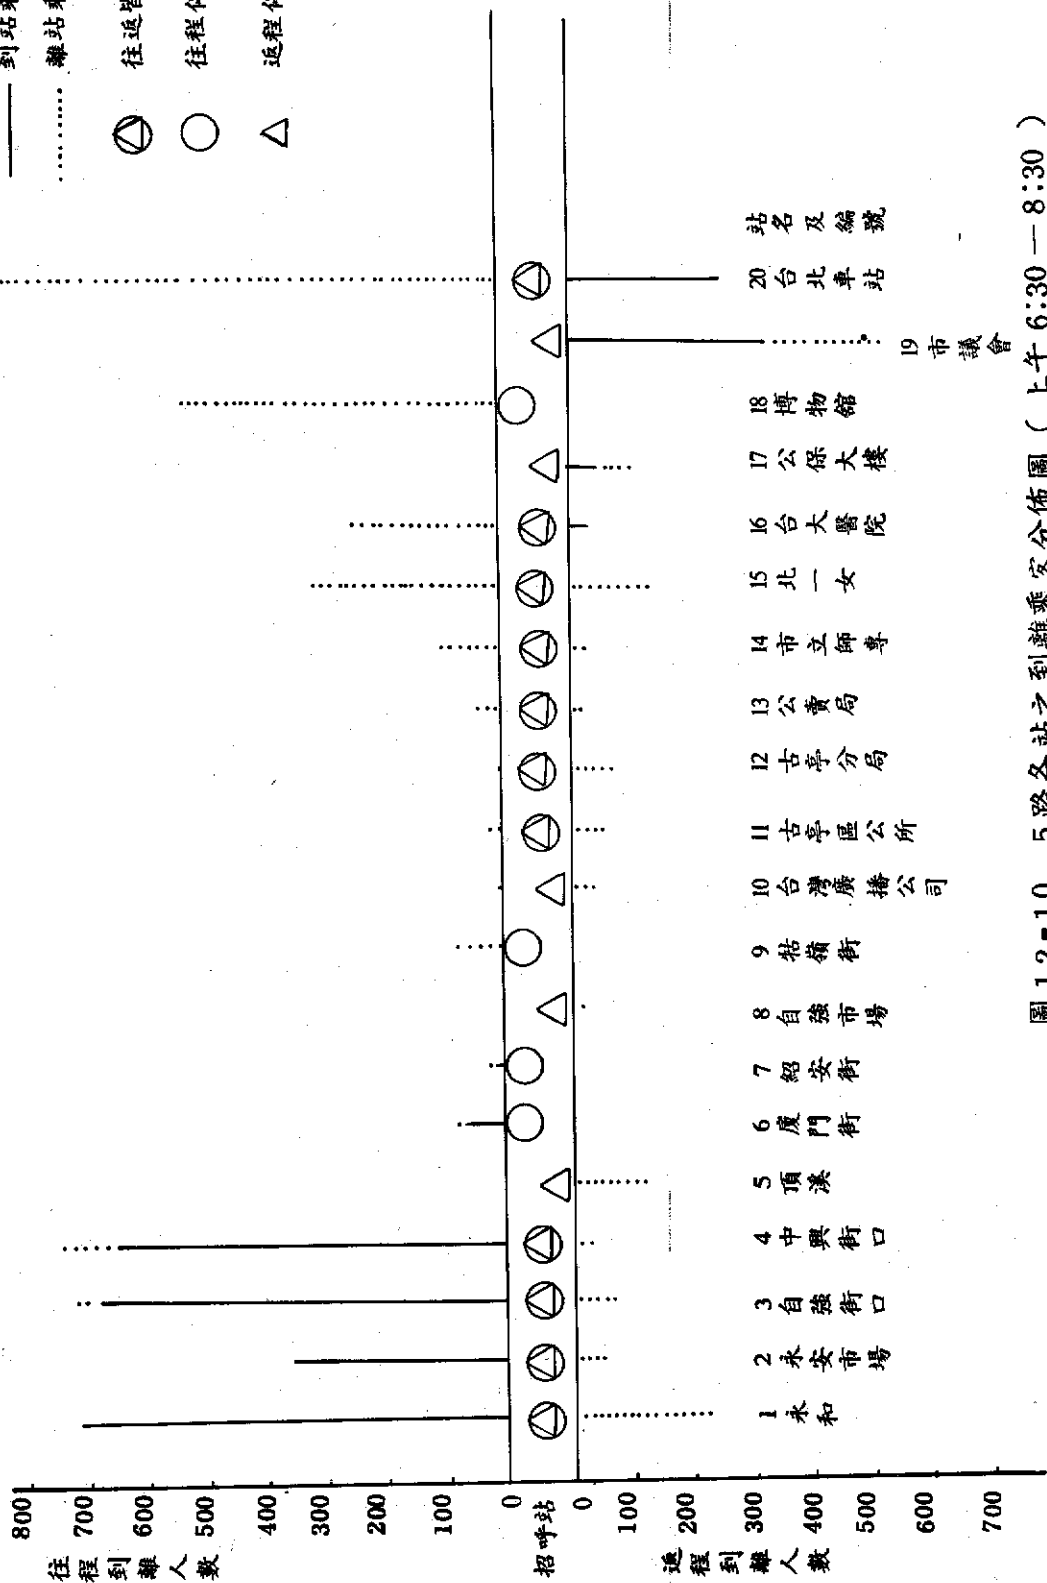 到站
離站
往返皆
往程
返程
800
700
600
500
400
300
200
100
0
往程到離人數
招呼站
0
100
200
300
400
500
600
700
返程到離人數
1 永和
2 永安市場
3 自強街口
4 中興街口
5 頂溪
6 廈門街
7 紹安街
8 自強市場
9 牯嶺街
10 台灣廣播公司
11 古亭區公所
12 古亭分局
13 公賣局
14 市立師專
15 北一女
16 台大醫院
17 公保大樓
18 博物館
19 市議會
20 台北車站
站名及編號
圖12-10 5路各站之到離乘客分佈圖(上午6:30—8:30)